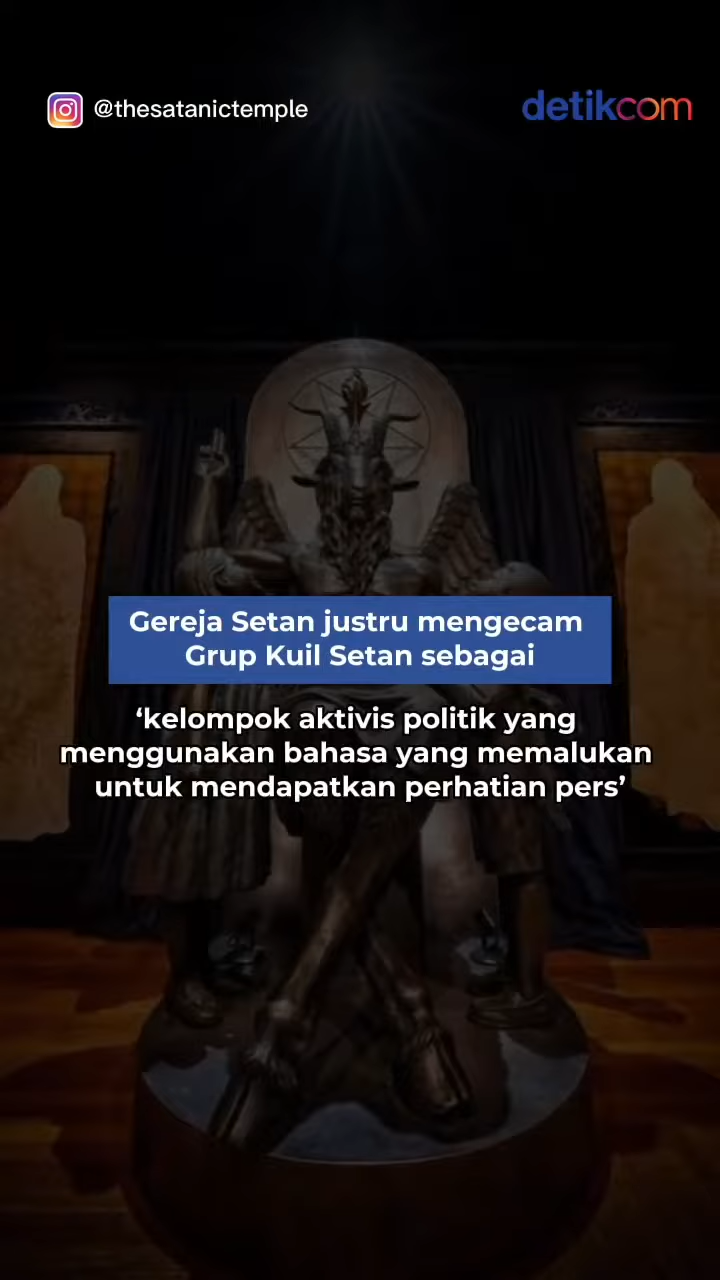 @thesatanictemple
detikcom
Gereja Setan justru mengecam
Grup Kuil Setan sebagai
‘kelompok aktivis politik yang
menggunakan bahasa yang memalukan
untuk mendapatkan perhatian pers’